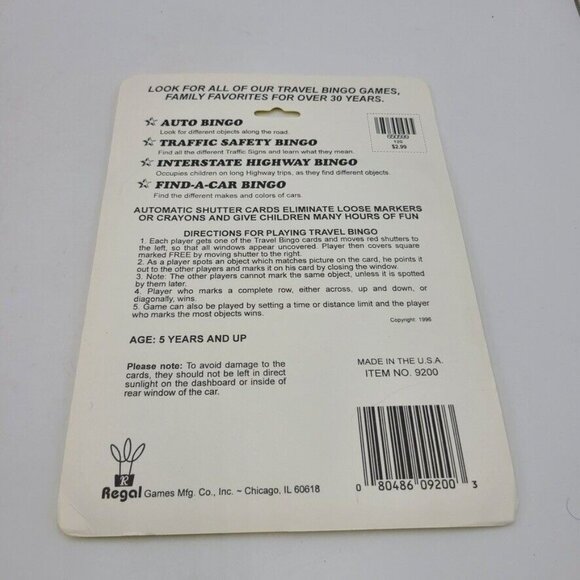 LOOK FOR ALL OF OUR TRAVEL BINGO GAMES,
FAMILY FAVORITES FOR OVER 30 YEARS.
AUTO BINGO
Look for different objects along the road.
TRAFFIC SAFETY BINGO
Find all the different Traffic Signs and learn what they mean.
INTERSTATE HIGHWAY BINGO
Occupies children on long Highway trips, as they find different objects.
FIND-A-CAR BINGO
Find the different makes and colors of cars.
120
$2.99
AUTOMATIC SHUTTER CARDS ELIMINATE LOOSE MARKERS
OR CRAYONS AND GIVE CHILDREN MANY HOURS OF FUN
DIRECTIONS FOR PLAYING TRAVEL BINGO
1. Each player gets one of the Travel Bingo cards and moves red shutters to
the left, so that all windows appear uncovered. Player then covers square
marked FREE by moving shutter to the right.
2. As a player spots an object which matches picture on the card, he points it
out to the other players and marks it on his card by closing the window.
3. Note: The other players cannot mark the same object, unless it is spotted
by them later.
4. Player who marks a complete row, either across, up and down, or
diagonally, wins.
5. Game can also be played by setting a time or distance limit and the player
who marks the most objects wins.
Copyright: 1996
AGE: 5 YEARS AND UP
Please note: To avoid damage to the
cards, they should not be left in direct
sunlight on the dashboard or inside of
rear window of the car.
MADE IN THE U.S.A.
ITEM NO. 9200
R
Regal Games Mfg. Co., Inc. ~ Chicago, IL 60618
0 80486 09200 3